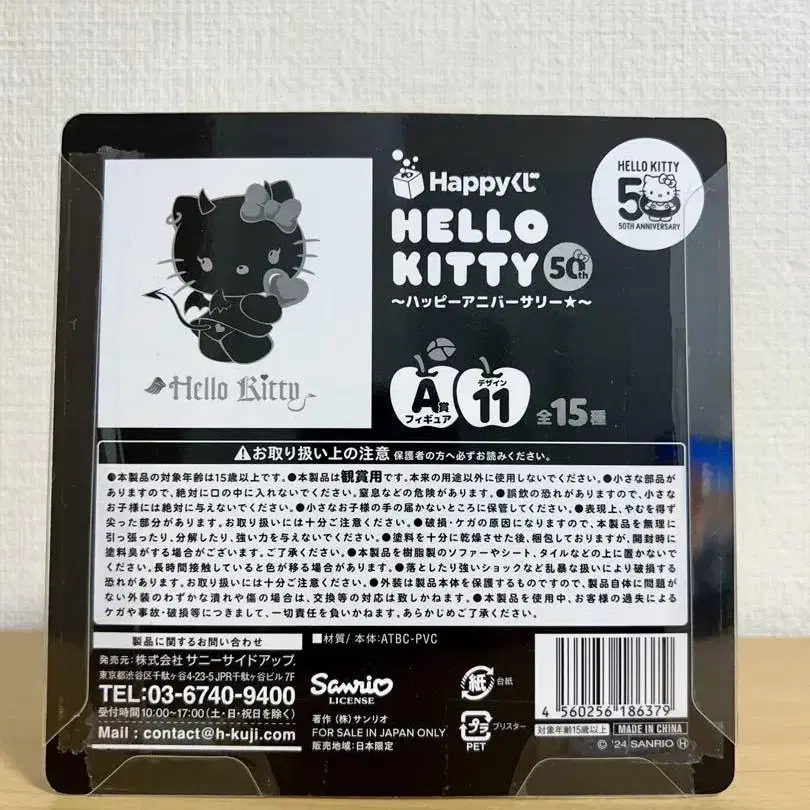 Happyくじ
HELLO KITTY
50
50TH ANNIVERSARY
HELLO
KITTY 50th
～ハッピーアニバーサリー★～
Hello Kitty
A賞
フィギュア
デザイン
11
全15種
お取り扱い上の注意 保護者の方へ必ずお読みください。
●本製品の対象年齢は15歳以上です。●本製品は観賞用です。本来の用途以外に使用しないでください。●小さな部品が
ありますので、絶対に口の中に入れないでください。窒息などの危険があります。●誤飲の恐れがありますので、小さな
お子様には絶対に与えないでください。●小さなお子様の手の届かないところに保管してください。●表現上、やむを得ず
尖った部分があります。お取り扱いには十分ご注意ください。●破損・ケガの原因になりますので、本製品を無理に
引っ張ったり、分解したり、強い力を与えないでください。●塗料を十分に乾燥させた後、梱包しておりますが、開封時に
塗料臭がする場合がございます。ご了承ください。●本製品を樹脂製のソファーやシート、タイルなどの上に置かないで
ください。長時間接触していると色が移る場合があります。●落としたり強いショックなど乱暴な扱いにより破損する
恐れがあります。お取り扱いには十分ご注意ください。●外装は製品本体を保護するものですので、製品自体に問題が
ない外装のわずかな潰れや傷の場合は、交換等の対応は致しかねます。●本製品を使用中、お客様の過失による
ケガや事故・破損等につきまして、一切責任を負いかねます。あらかじめご了承ください。
製品に関するお問い合わせ
発売元:株式会社 サニーサイドアップ
東京都渋谷区千駄ヶ谷4-23-5 JPR千駄ヶ谷ビル 7F
TEL:03-6740-9400
受付時間 10:00～17:00 (土・日・祝日を除く)
Mail : contact@h-kuji.com
■材質/ 本体:ATBC-PVC
Sanrio
LICENSE
著作 (株)サンリオ
FOR SALE IN JAPAN ONLY
販売地域:日本限定
紙 台紙
プラ ブリスター
PET
4 560256 186379
対象年齢15歳以上 MADE IN CHINA
© '24 SANRIO Ⓗ